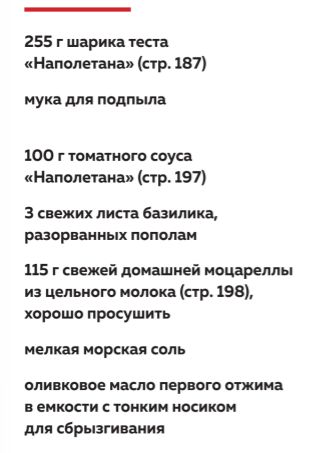 255 г шарика теста
«Наполетана» (стр. 187)
мука для подпыла
100 г томатного соуса
«Наполетана» (стр. 197)
3 свежих листа базилика,
разорванных пополам
115 г свежей домашней моцареллы
из цельного молока (стр. 198),
хорошо просушить
мелкая морская соль
оливковое масло первого отжима
в емкости с тонким носиком
для сбрызгивания